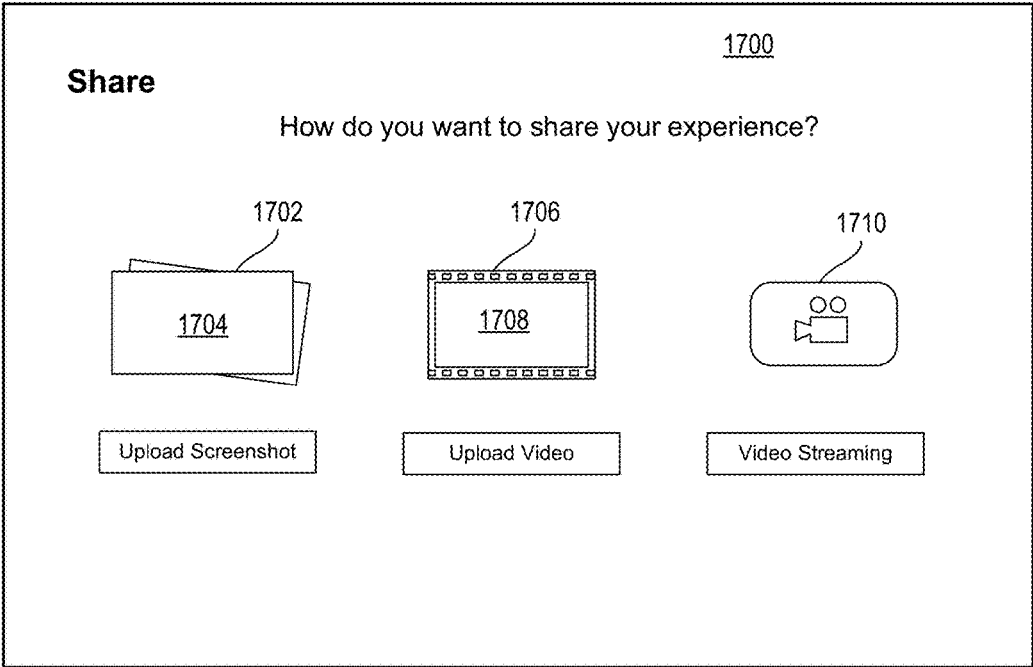 1700
Share
How do you want to share your experience?
1702
1706
1710
1704
1708
Upload Screenshot
Upload Video
Video Streaming